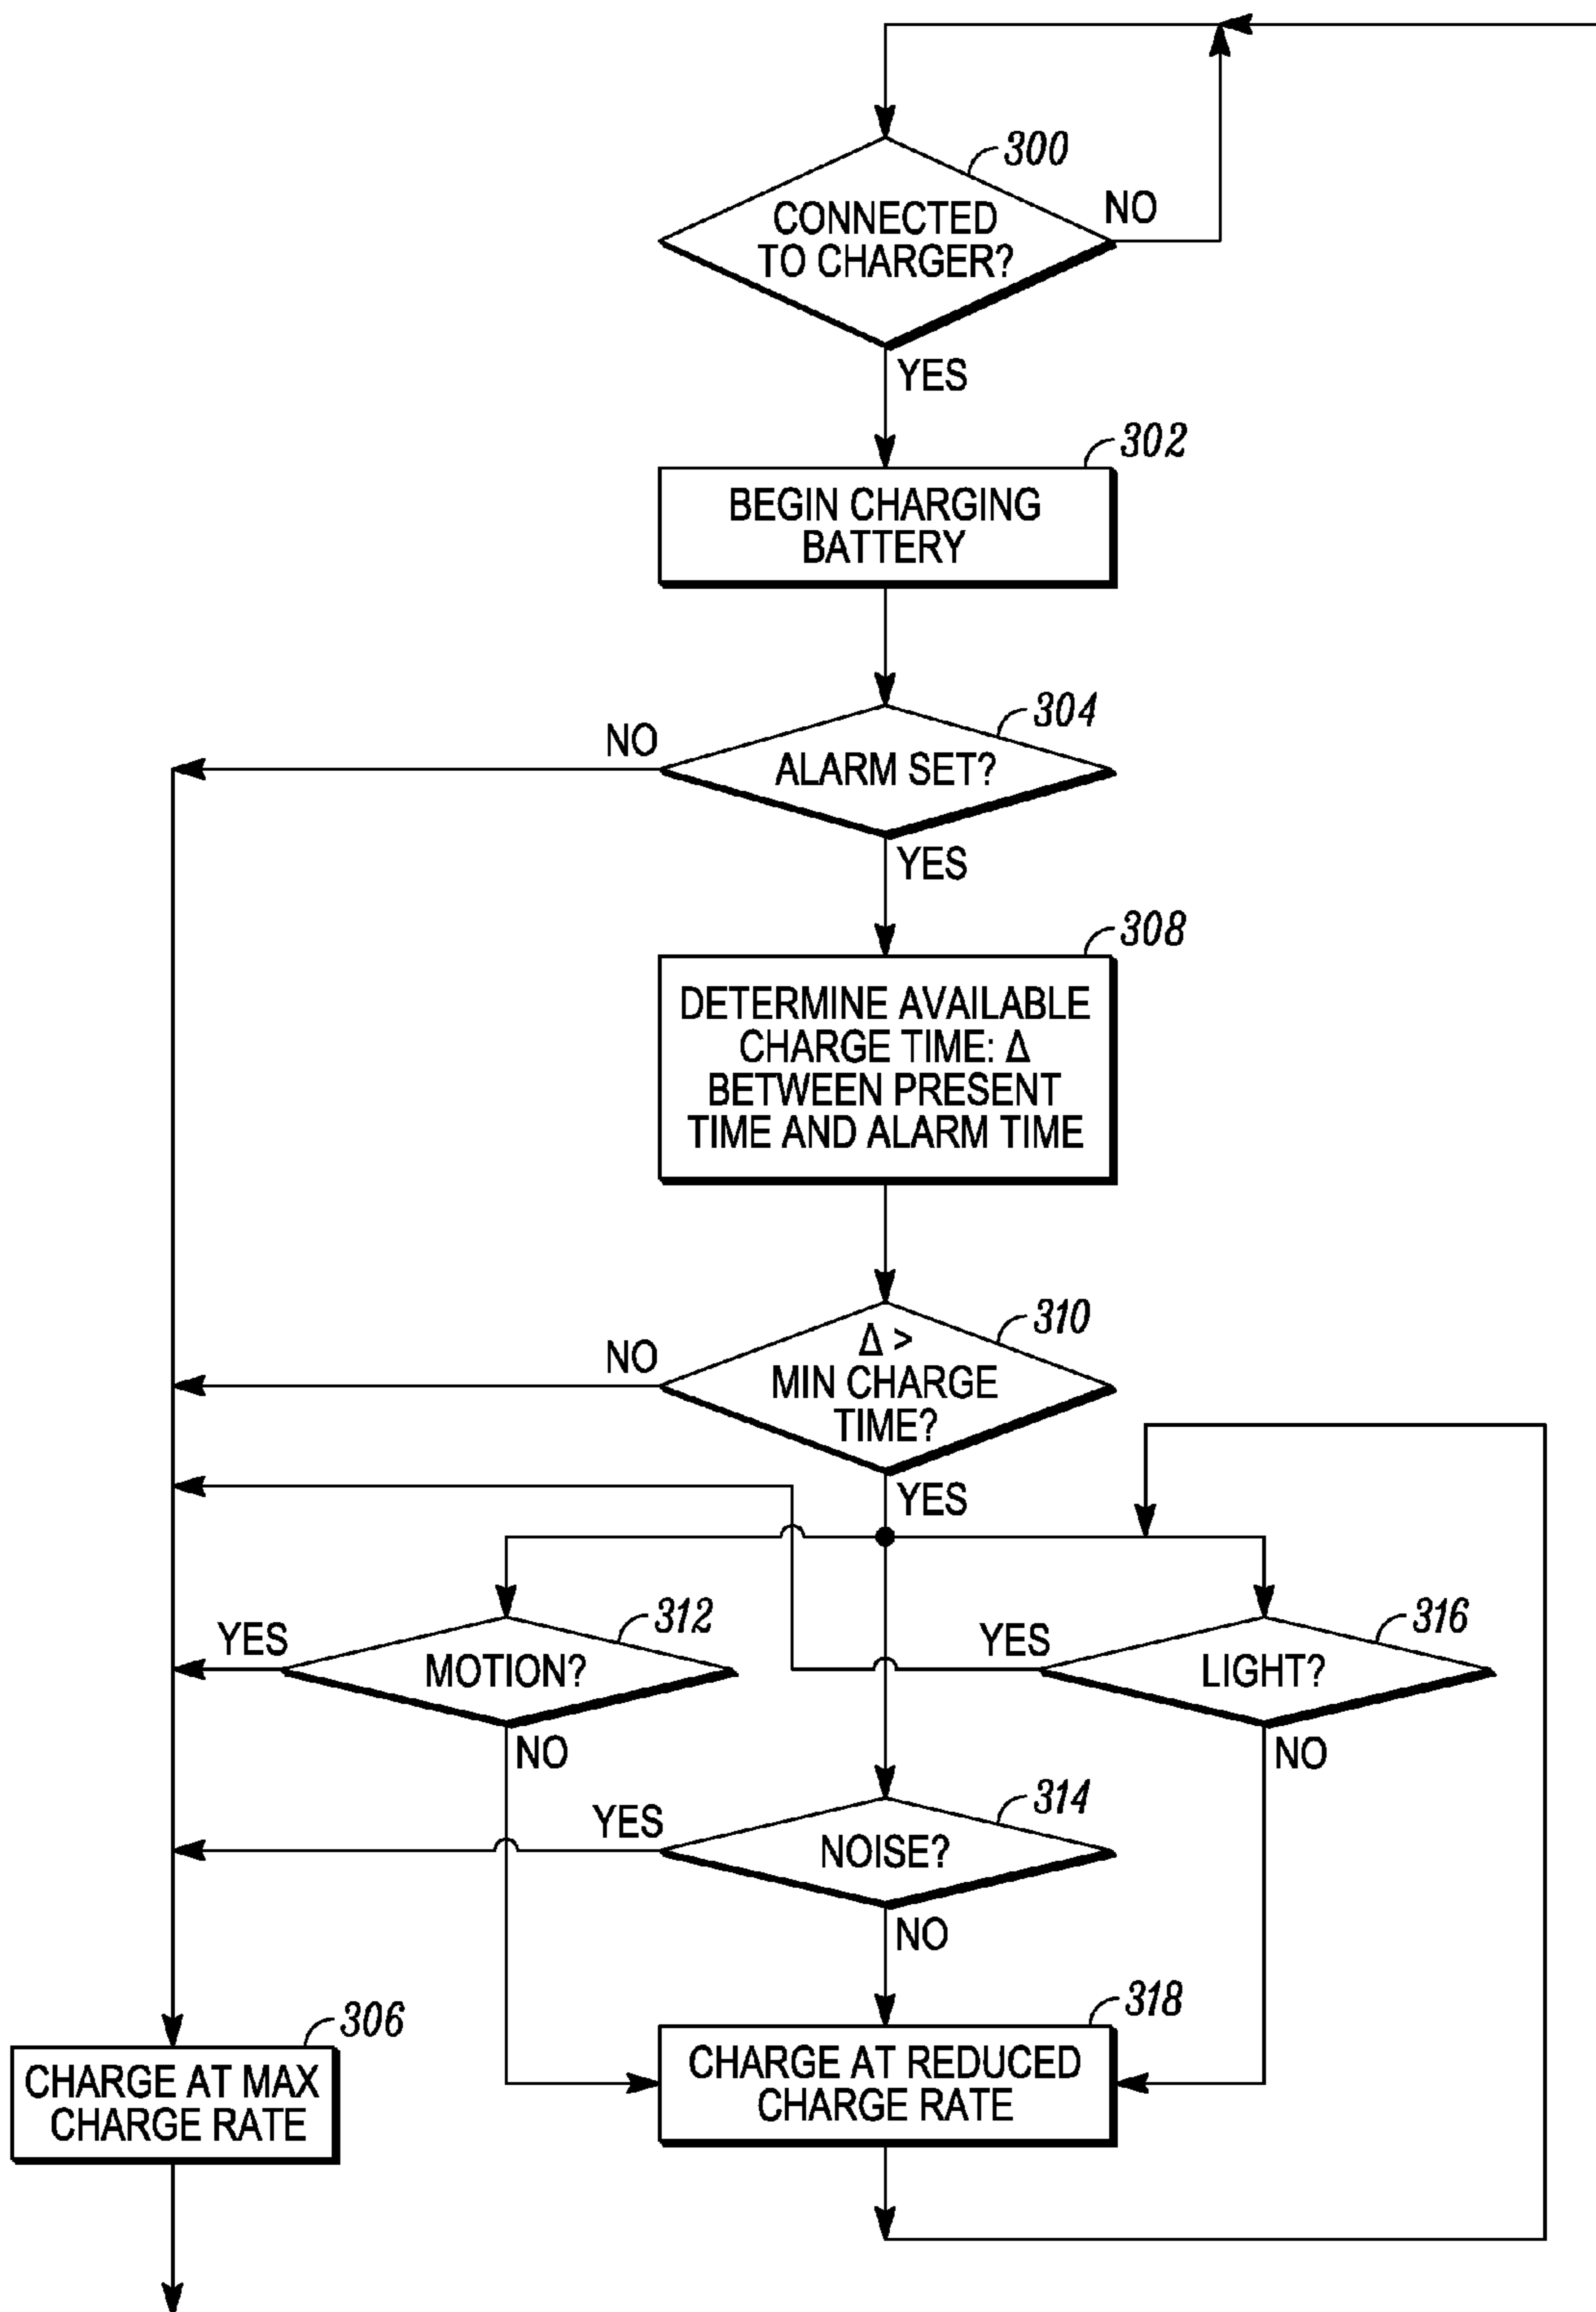 300
CONNECTED
TO CHARGER?
NO
YES
302
BEGIN CHARGING
BATTERY
304
NO
ALARM SET?
YES
308
DETERMINE AVAILABLE
CHARGE TIME: Δ
BETWEEN PRESENT
TIME AND ALARM TIME
310
NO
Δ >
MIN CHARGE
TIME?
YES
312
YES
MOTION?
NO
316
YES
LIGHT?
NO
314
YES
NOISE?
NO
306
CHARGE AT MAX
CHARGE RATE
318
CHARGE AT REDUCED
CHARGE RATE